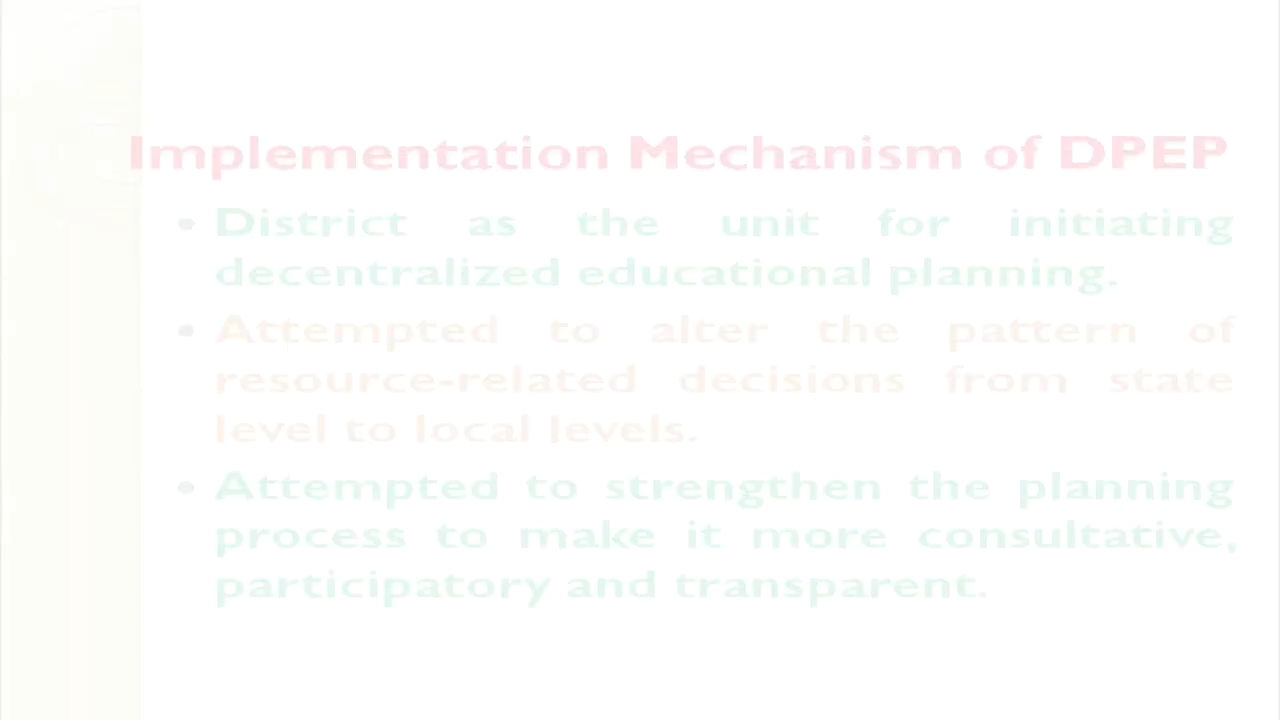 Implementation Mechanism of DPEP
• District as the unit for initiating
decentralized educational planning.
• Attempted to alter the pattern of
resource-related decisions from state
level to local levels.
• Attempted to strengthen the planning
process to make it more consultative,
participatory and transparent.